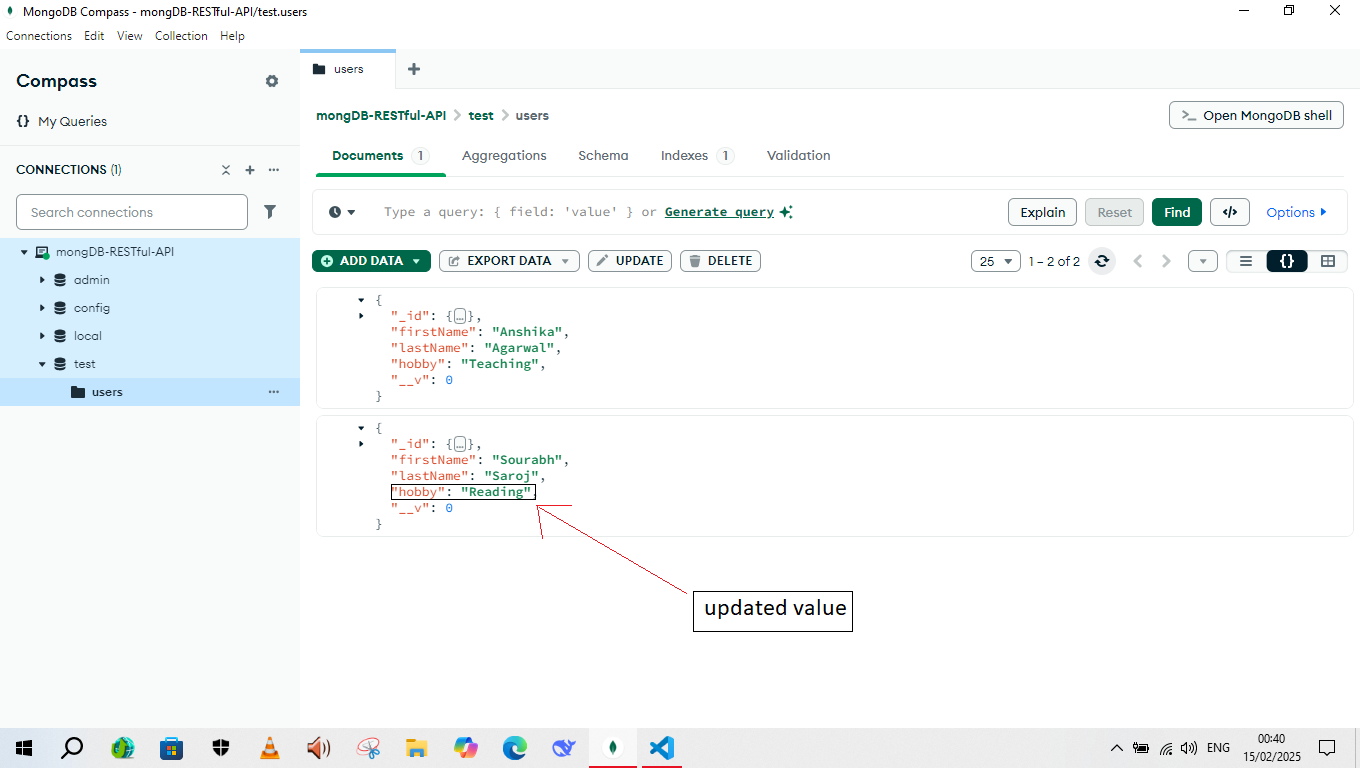 MongoDB Compass - mongDB-RESTful-API/test.users
Connections Edit View Collection Help
Compass
{} My Queries
CONNECTIONS (1)
Search connections
mongDB-RESTful-API
admin
config
local
test
users
users
mongDB-RESTful-API > test > users
>_ Open MongoDB shell
Documents 1 Aggregations Schema Indexes 1 Validation
Type a query: { field: 'value' } or Generate query
Explain Reset Find </> Options
ADD DATA EXPORT DATA UPDATE DELETE
25 1 – 2 of 2 {}
{
"_id": {…},
"firstName": "Anshika",
"lastName": "Agarwal",
"hobby": "Teaching",
"__v": 0
}
{
"_id": {…},
"firstName": "Sourabh",
"lastName": "Saroj",
"hobby": "Reading",
"__v": 0
}
updated value
ENG
00:40
15/02/2025